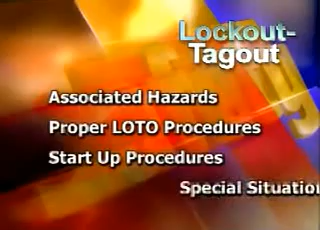 Lockout-
Tagout
Associated Hazards
Proper LOTO Procedures
Start Up Procedures
Special Situation